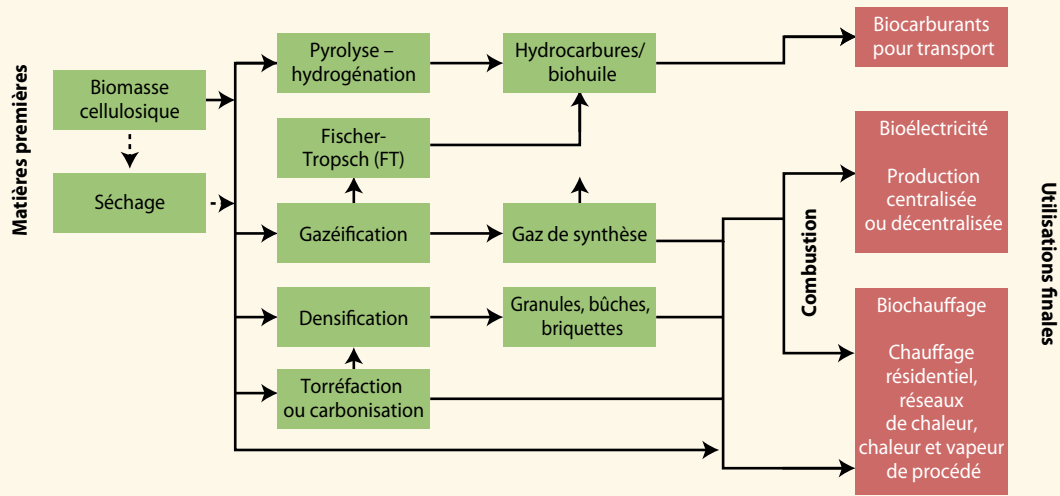 Matières premières
Biomasse
cellulosique
Séchage
Pyrolyse –
hydrogénation
Fischer-
Tropsch (FT)
Gazéification
Densification
Torréfaction
ou carbonisation
Hydrocarbures/
biohuile
Gaz de synthèse
Granules, bûches,
briquettes
Combustion
Biocarburants
pour transport
Bioélectricité
Production
centralisée
ou décentralisée
Biochauffage
Chauffage
résidentiel,
réseaux
de chaleur,
chaleur et vapeur
de procédé
Utilisations finales